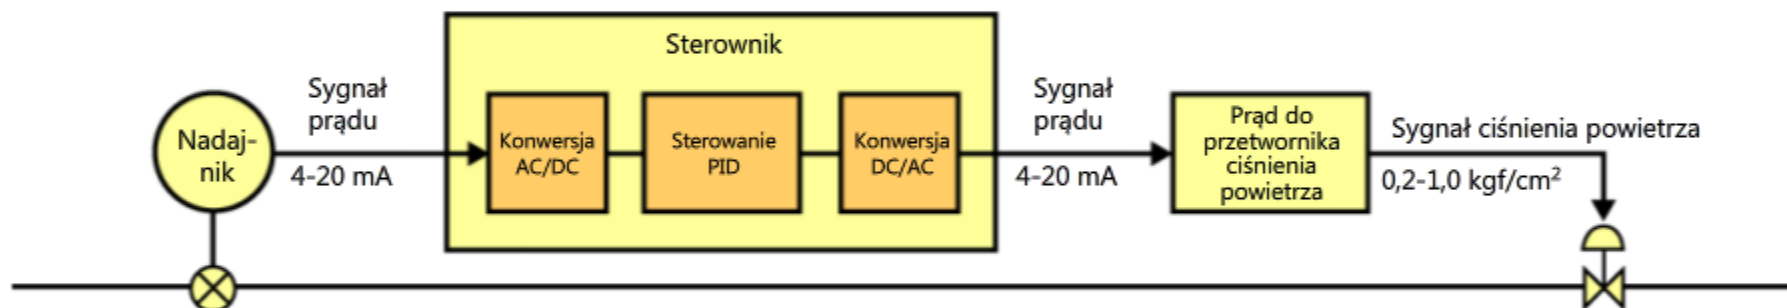 Sterownik
Nadaj-
nik
Sygnał
prądu
4-20 mA
Konwersja
AC/DC
Sterowanie
PID
Konwersja
DC/AC
Sygnał
prądu
4-20 mA
Prąd do
przetwornika
ciśnienia
powietrza
Sygnał ciśnienia powietrza
0,2-1,0 kgf/cm²